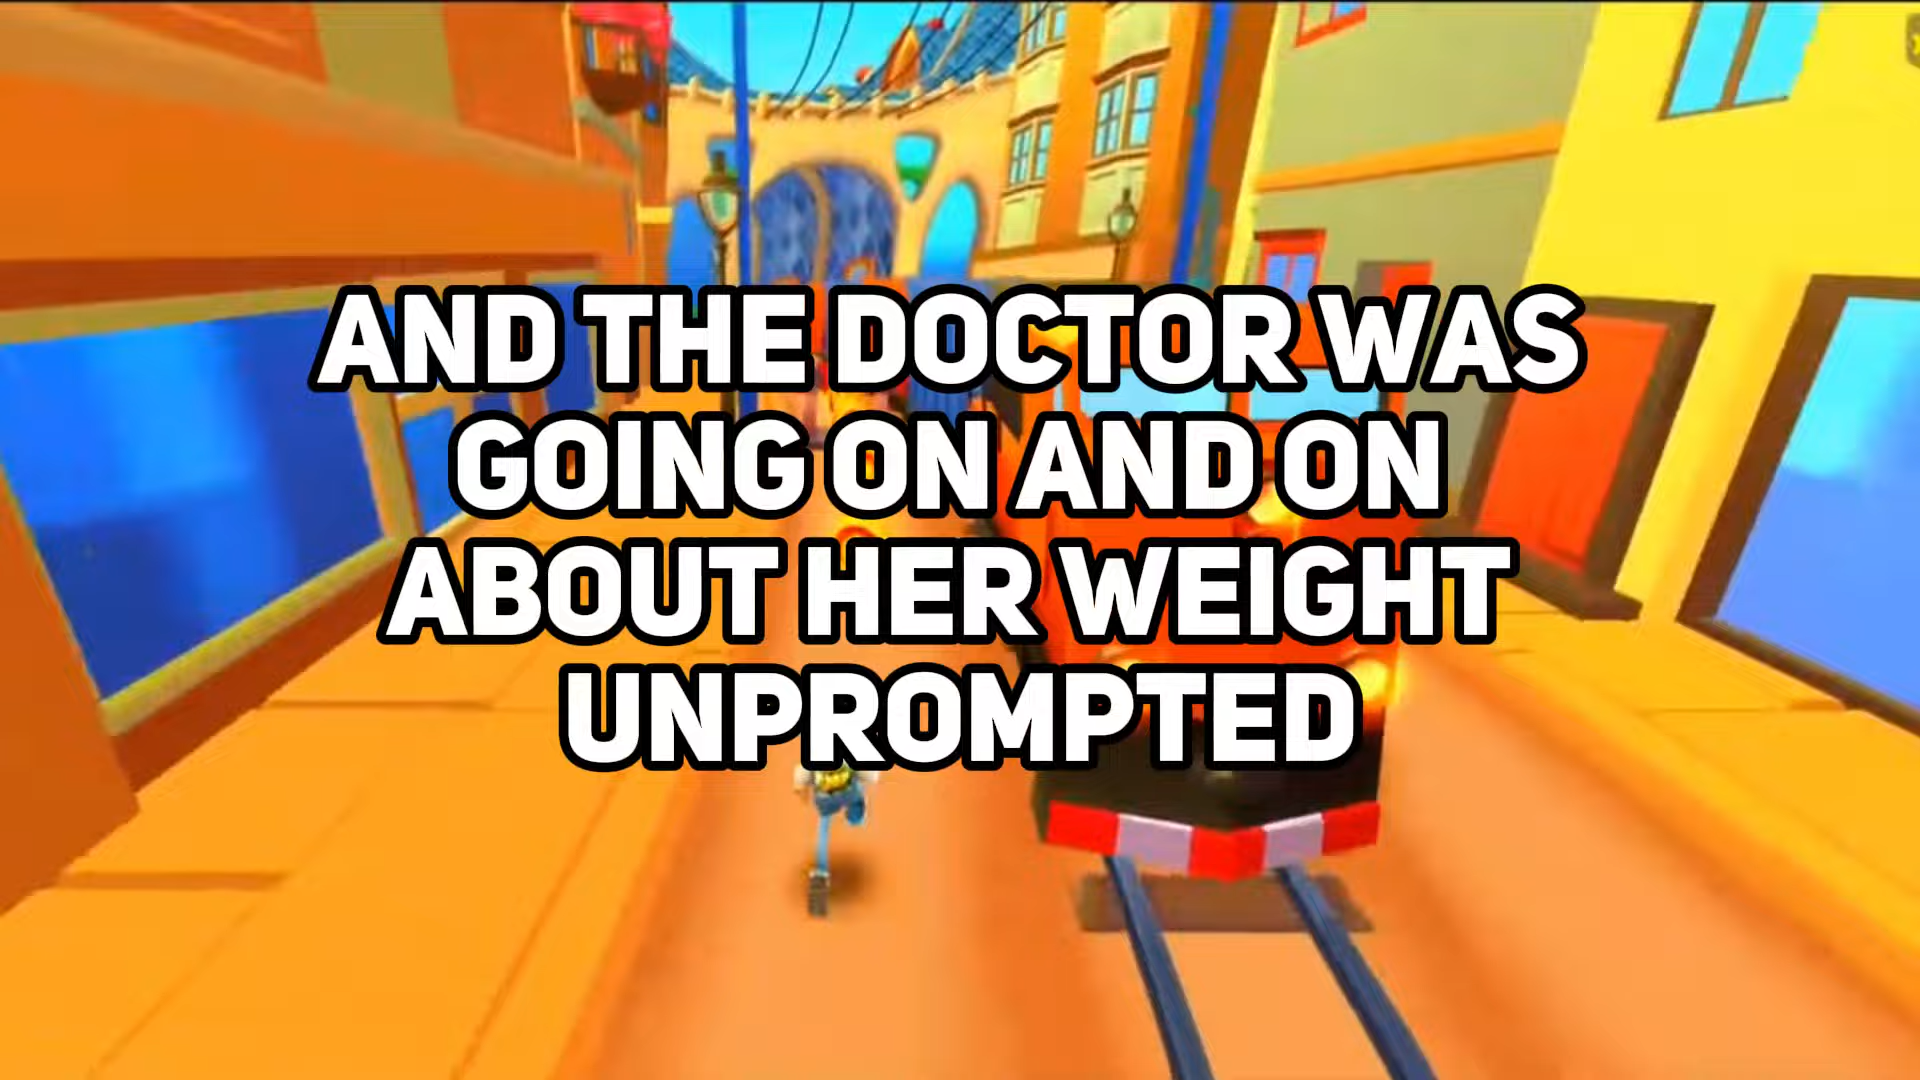 AND THE DOCTOR WAS
GOING ON AND ON
ABOUT HER WEIGHT
UNPROMPTED